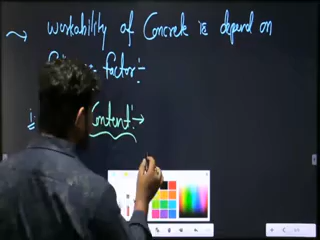 Workability of Concrete is depend on
factor:-
i
Content:→